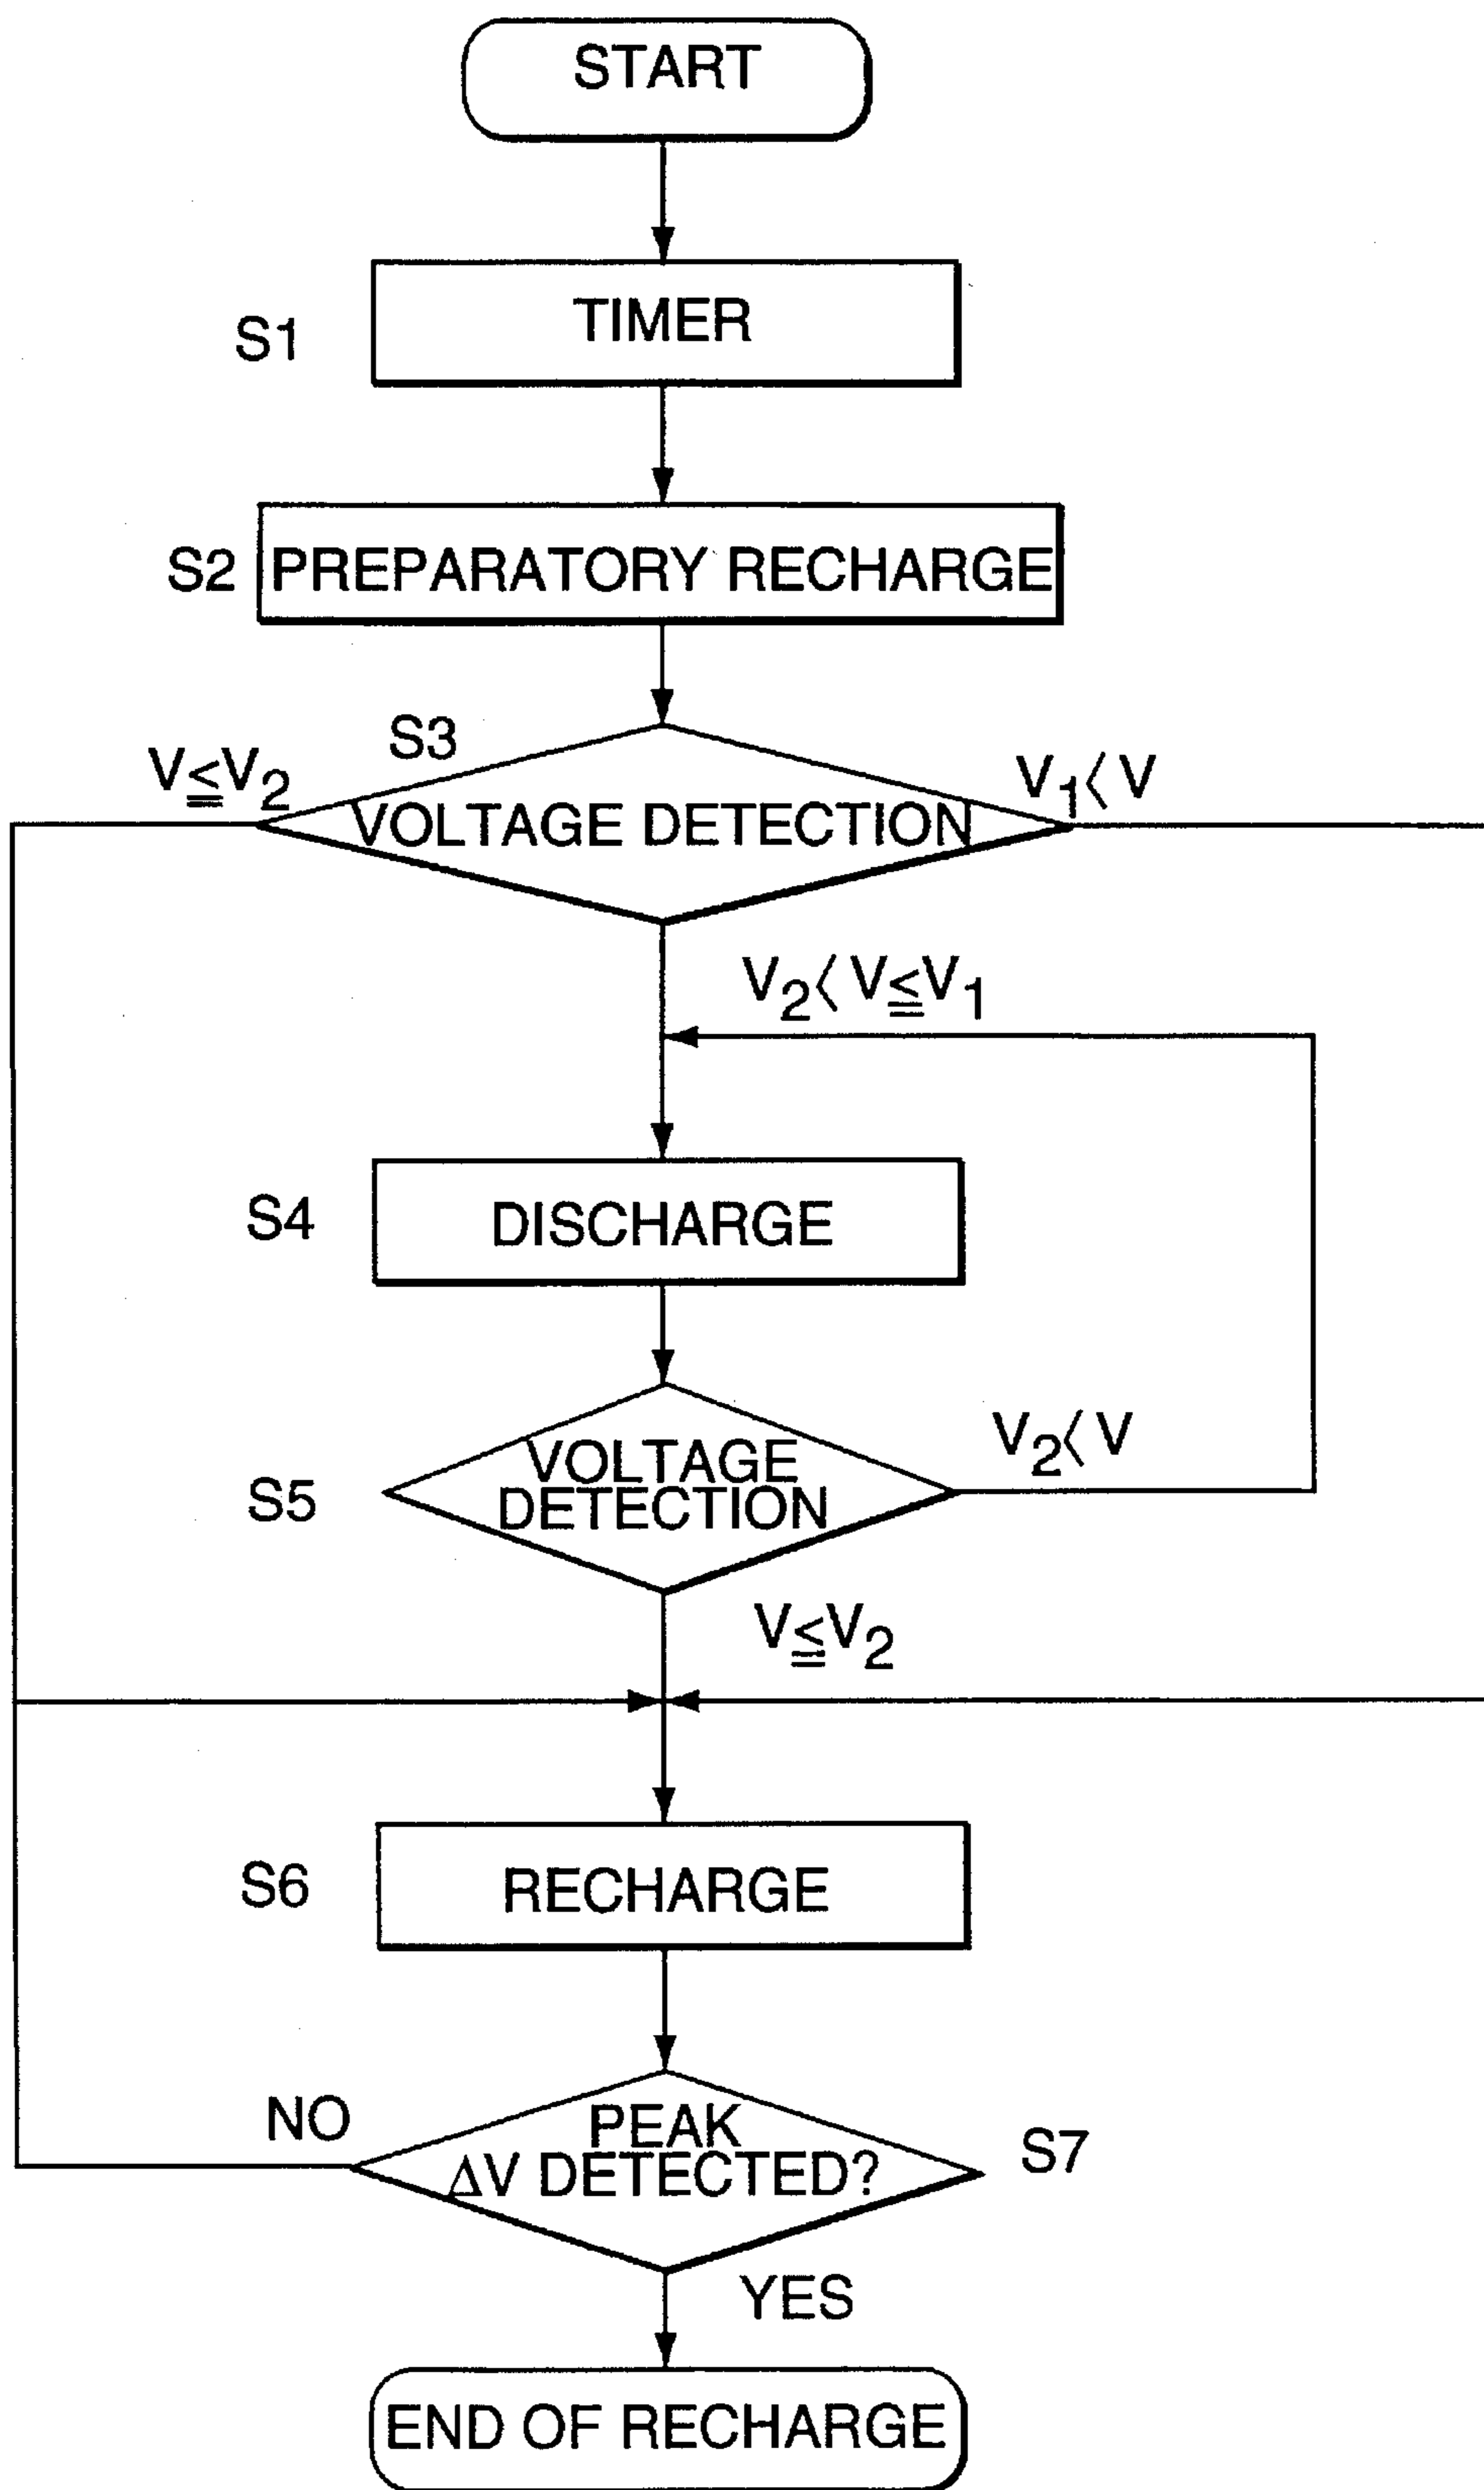 START
S1
TIMER
S2
PREPARATORY RECHARGE
S3
V≦V2
V1<V
VOLTAGE DETECTION
V2<V≦V1
S4
DISCHARGE
S5
VOLTAGE
DETECTION
V2<V
V≦V2
S6
RECHARGE
NO
PEAK
ΔV DETECTED?
S7
YES
END OF RECHARGE